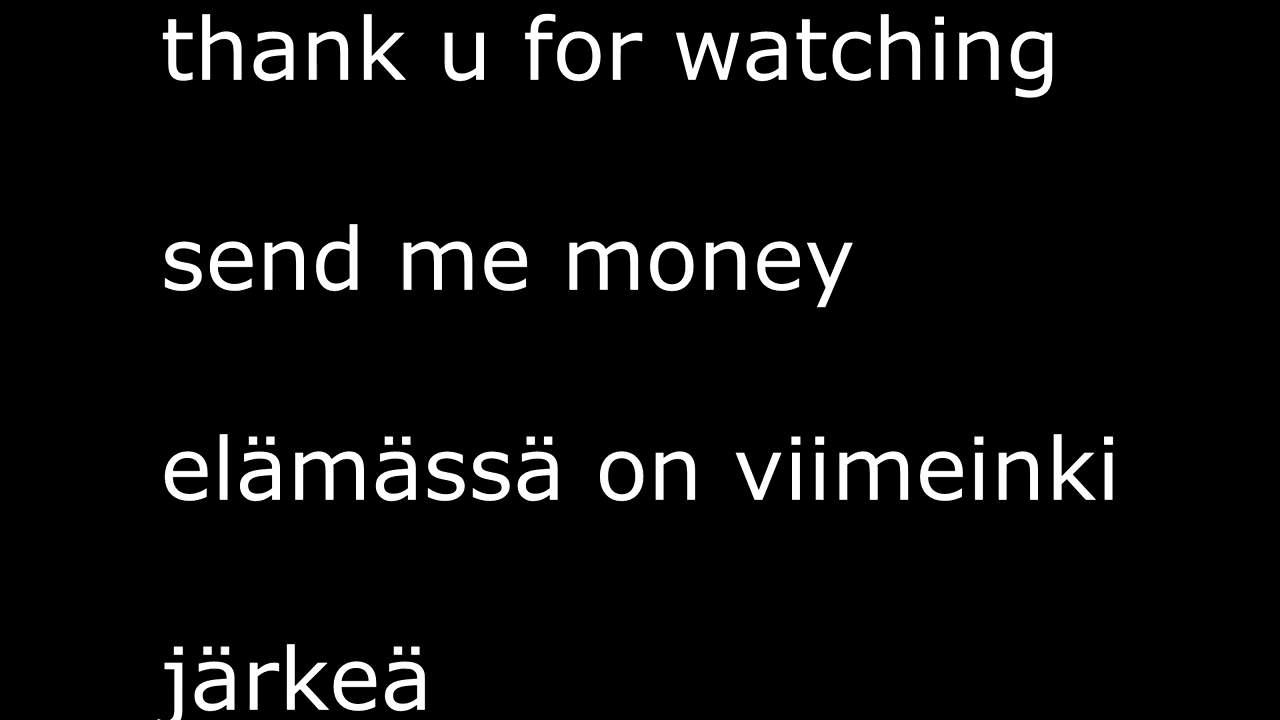 thank u for watching
send me money
elämässä on viimeinki
järkeä